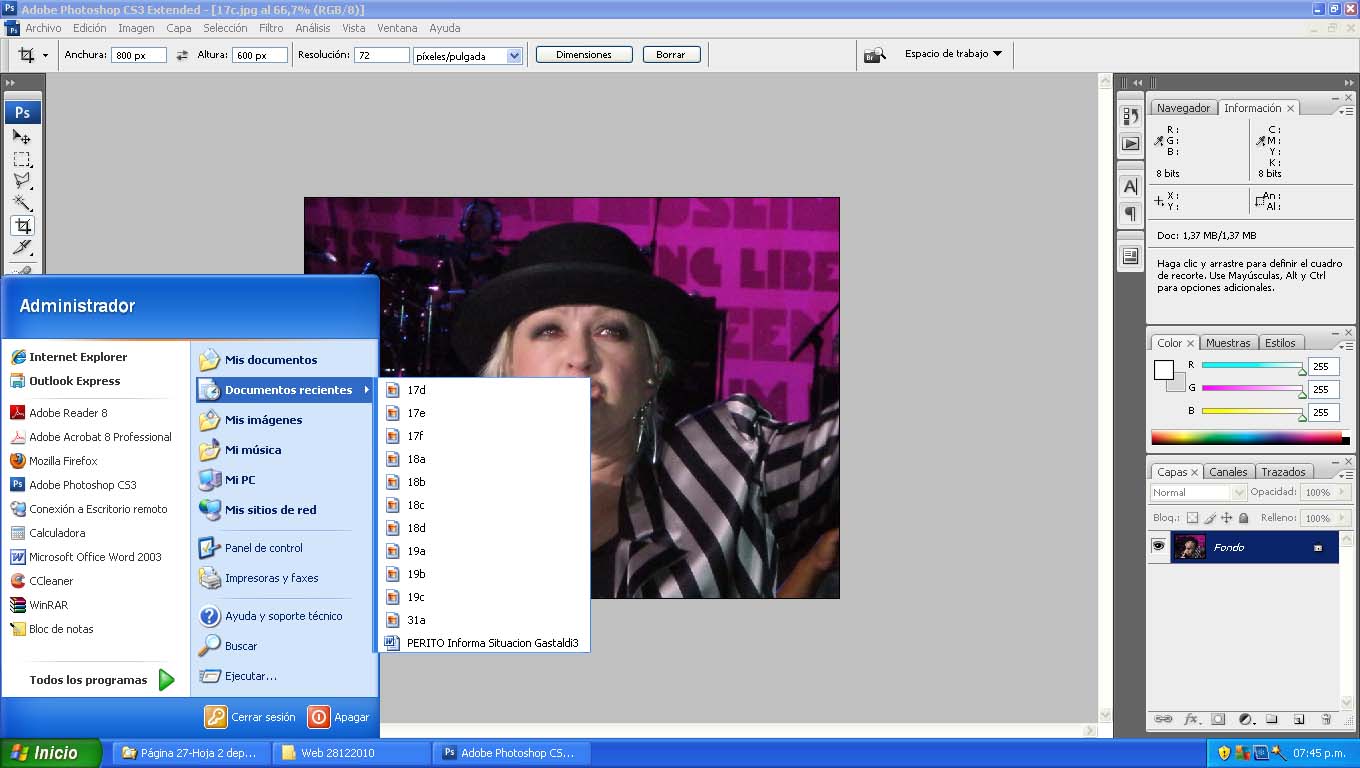 Ps Adobe Photoshop CS3 Extended - [17c.jpg al 66,7% (RGB/8)]
Archivo Edición Imagen Capa Selección Filtro Análisis Vista Ventana Ayuda
Anchura: 800 px Altura: 600 px Resolución: 72 píxeles/pulgada Dimensiones Borrar Br Espacio de trabajo
Ps
Navegador Información
R: C:
G: M:
B: Y:
K:
8 bits 8 bits
X: An:
Y: Al:
Doc: 1,37 MB/1,37 MB
Haga clic y arrastre para definir el cuadro
de recorte. Use Mayúsculas, Alt y Ctrl
para opciones adicionales.
Color Muestras Estilos
R 255
G 255
B 255
Capas Canales Trazados
Normal Opacidad: 100%
Bloq.: Relleno: 100%
Fondo
NG LIBE
EEN
Administrador
Internet Explorer
Outlook Express
Adobe Reader 8
Adobe Acrobat 8 Professional
Mozilla Firefox
Adobe Photoshop CS3
Conexión a Escritorio remoto
Calculadora
Microsoft Office Word 2003
CCleaner
WinRAR
Bloc de notas
Todos los programas
Mis documentos
Documentos recientes
Mis imágenes
Mi música
Mi PC
Mis sitios de red
Panel de control
Impresoras y faxes
Ayuda y soporte técnico
Buscar
Ejecutar...
17d
17e
17f
18a
18b
18c
18d
19a
19b
19c
31a
PERITO Informa Situacion Gastaldi3
Cerrar sesión Apagar
Inicio Página 27-Hoja 2 dep... Web 28122010 Adobe Photoshop CS... 07:45 p.m.